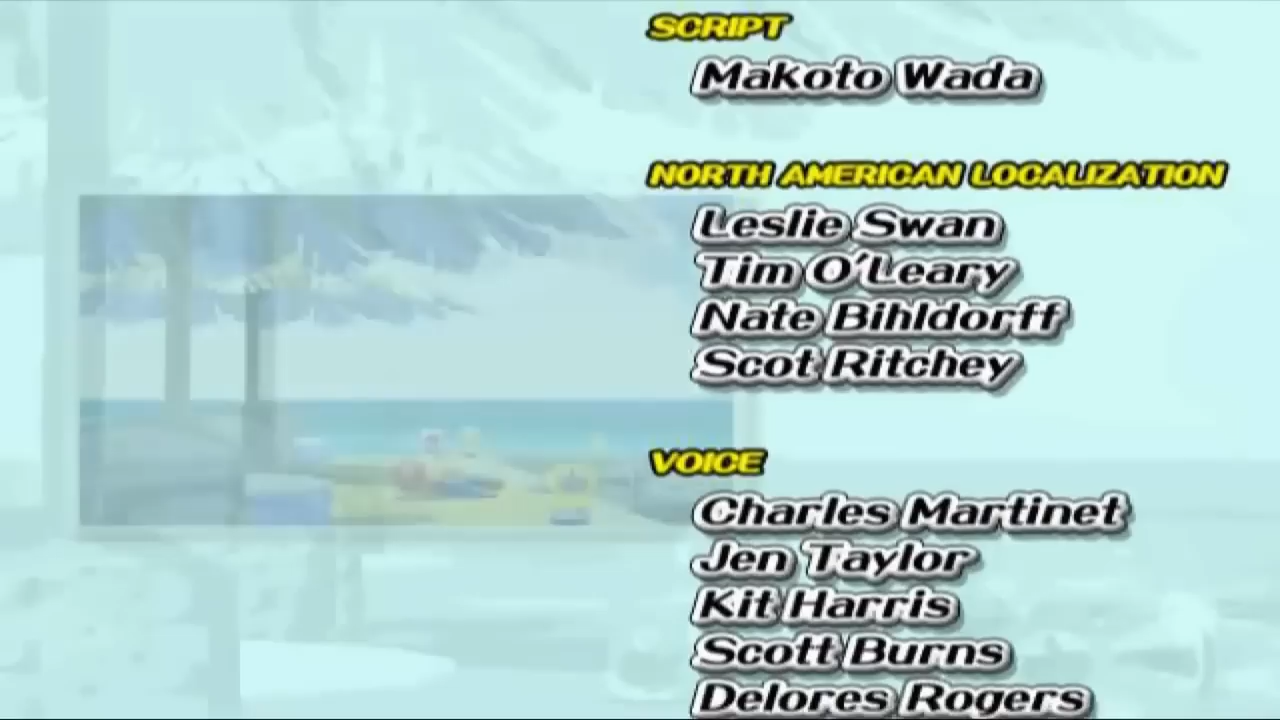 SCRIPT
Makoto Wada
NORTH AMERICAN LOCALIZATION
Leslie Swan
Tim O'Leary
Nate Bihldorff
Scot Ritchey
VOICE
Charles Martinet
Jen Taylor
Kit Harris
Scott Burns
Delores Rogers